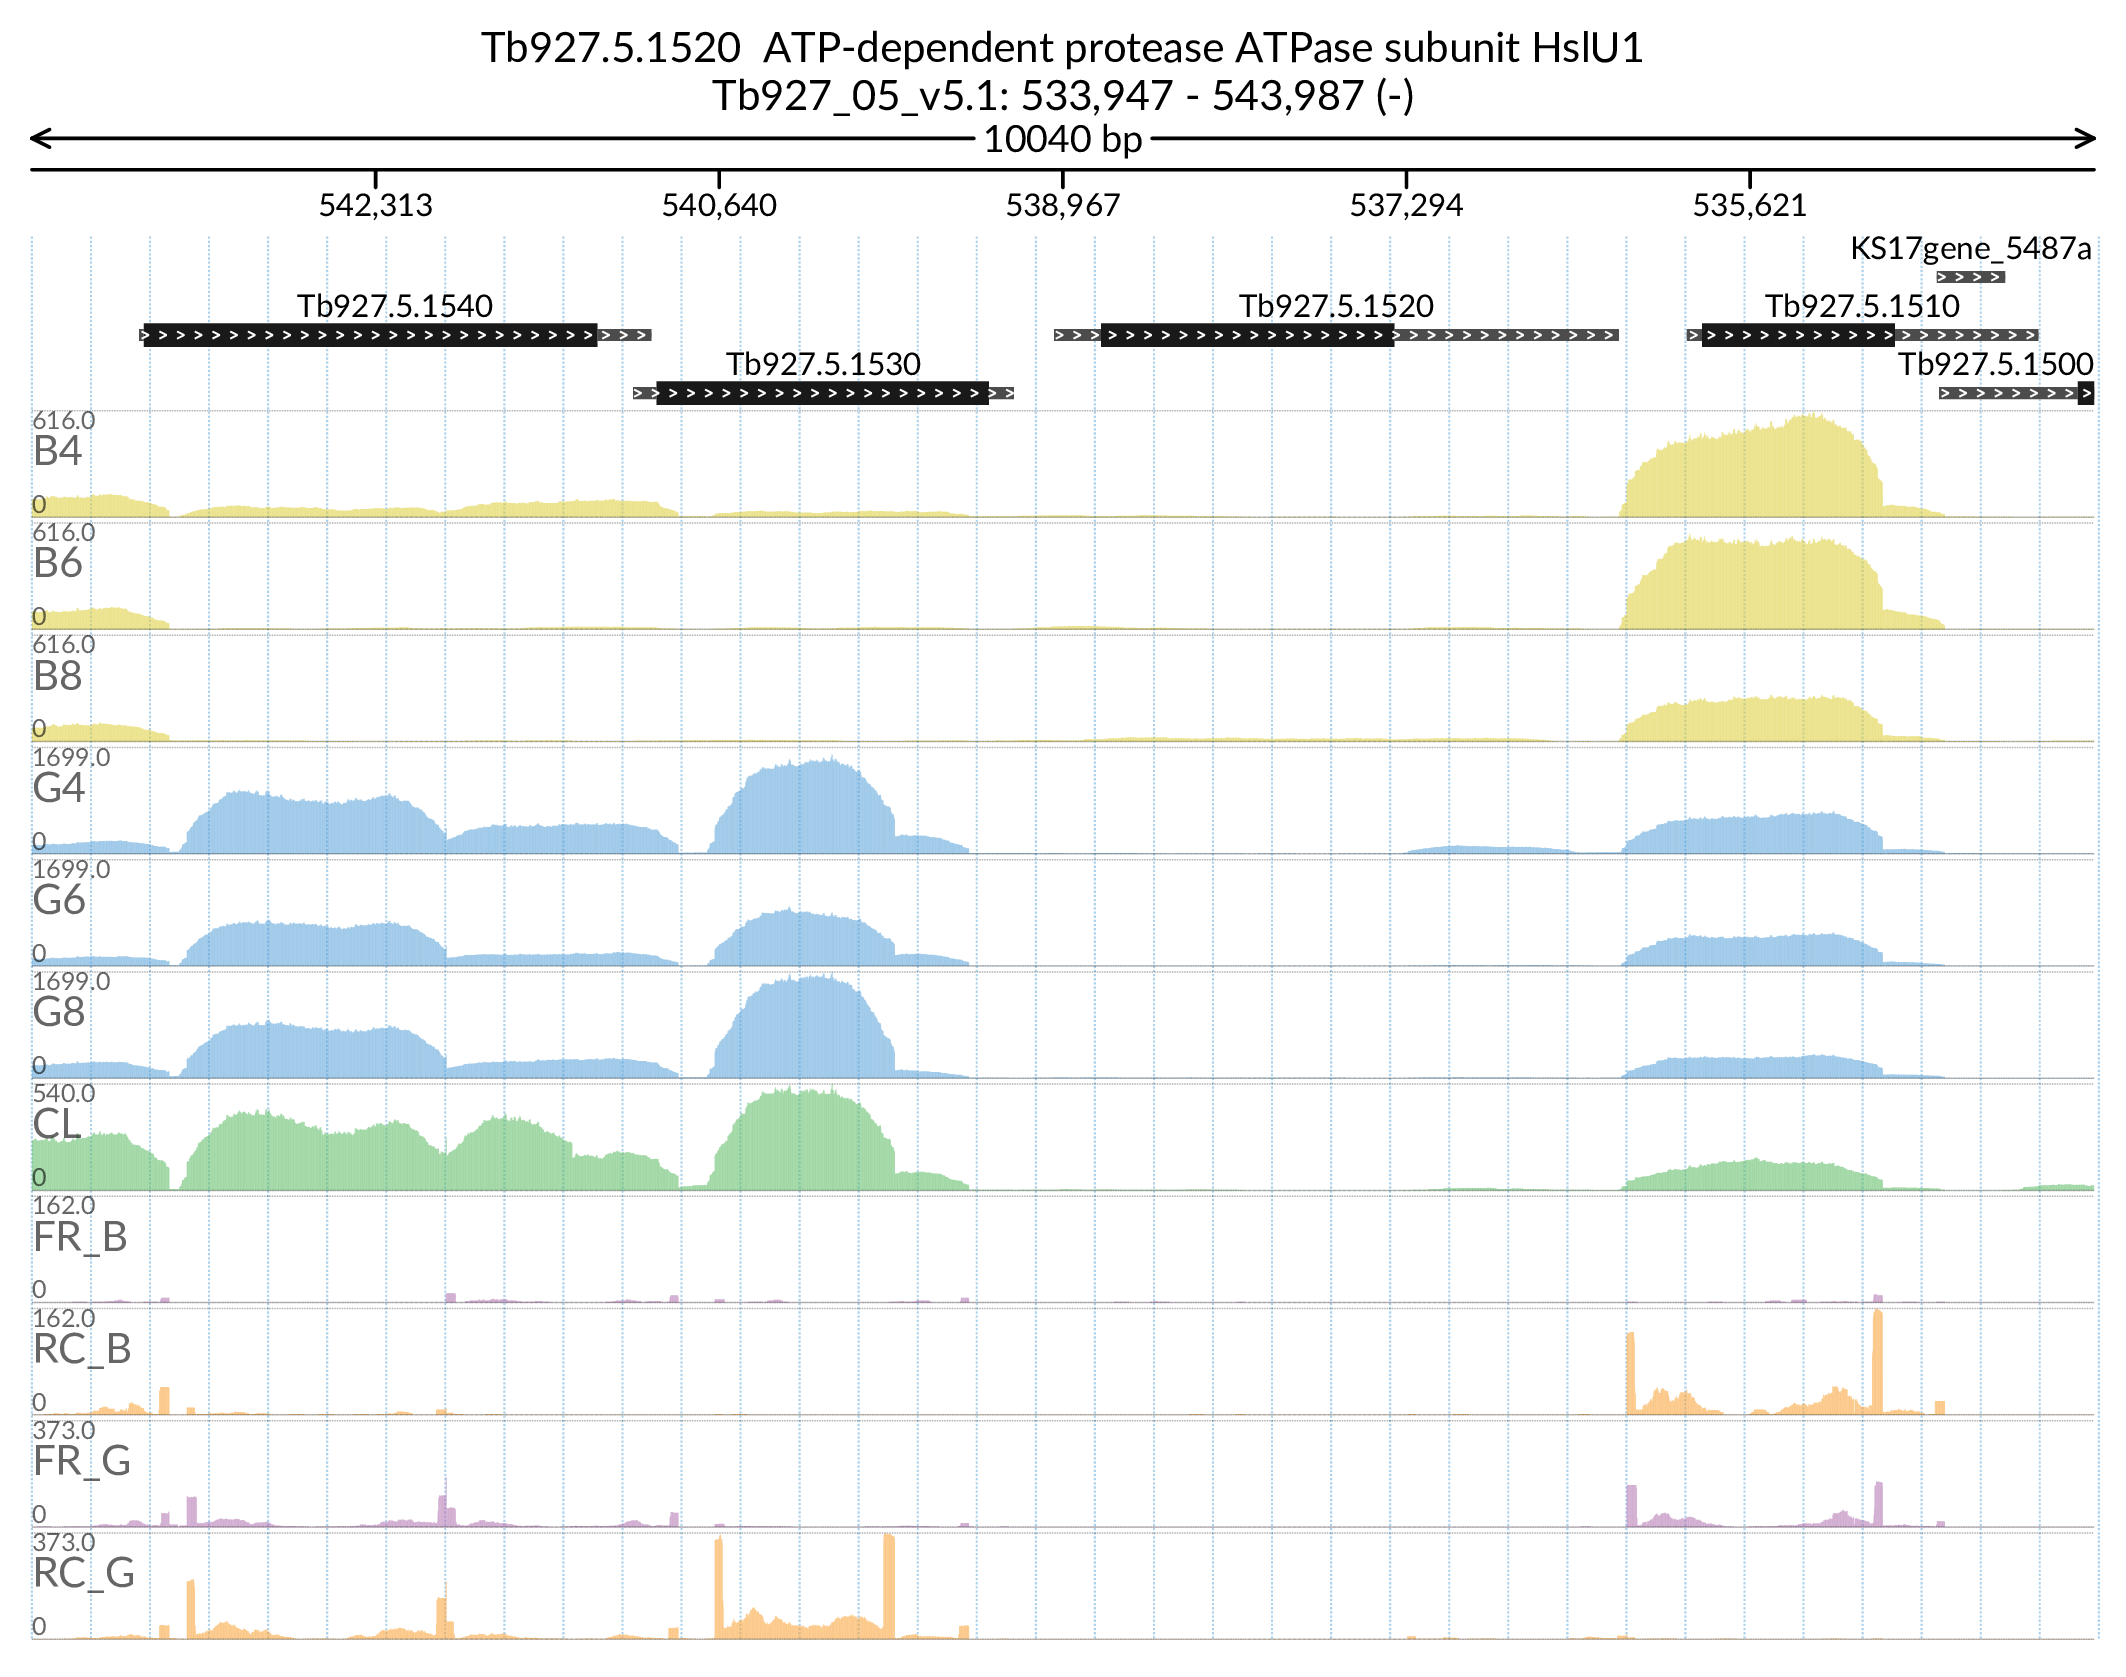 Tb927.5.1520 ATP-dependent protease ATPase subunit HslU1
Tb927_05_v5.1: 533,947 - 543,987 (-)
10040 bp
542,313 540,640 538,967 537,294 535,621
KS17gene_5487a
Tb927.5.1540 Tb927.5.1520 Tb927.5.1510
Tb927.5.1530 Tb927.5.1500
616.0
B4
0
616.0
B6
0
616.0
B8
0
1699.0
G4
0
1699.0
G6
0
1699.0
G8
0
540.0
CL
0
162.0
FR_B
0
162.0
RC_B
0
373.0
FR_G
0
373.0
RC_G
0